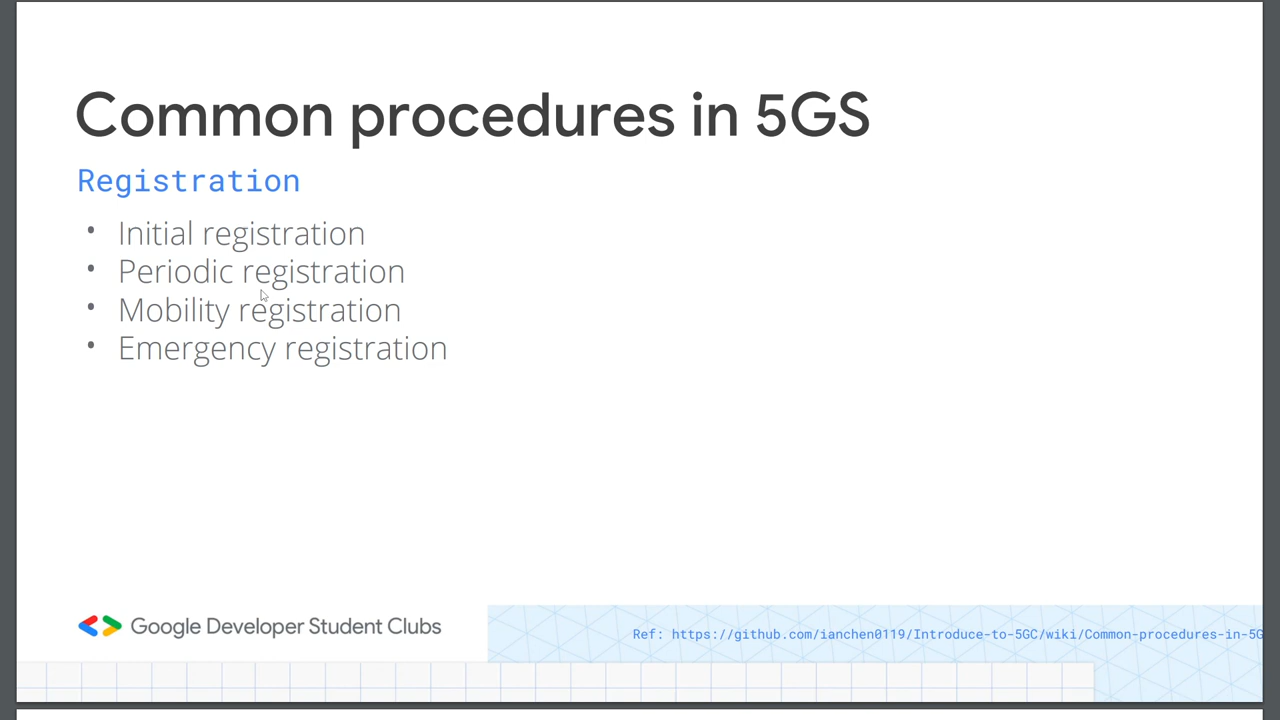 Common procedures in 5GS
Registration
• Initial registration
• Periodic registration
• Mobility registration
• Emergency registration
Google Developer Student Clubs
Ref: https://github.com/ianchen0119/Introduce-to-5GC/wiki/Common-procedures-in-5G